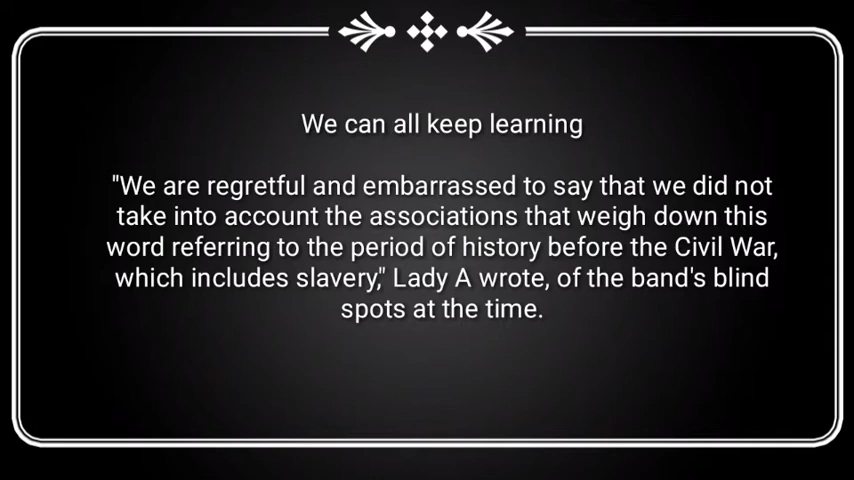 We can all keep learning
"We are regretful and embarrassed to say that we did not
take into account the associations that weigh down this
word referring to the period of history before the Civil War,
which includes slavery," Lady A wrote, of the band's blind
spots at the time.